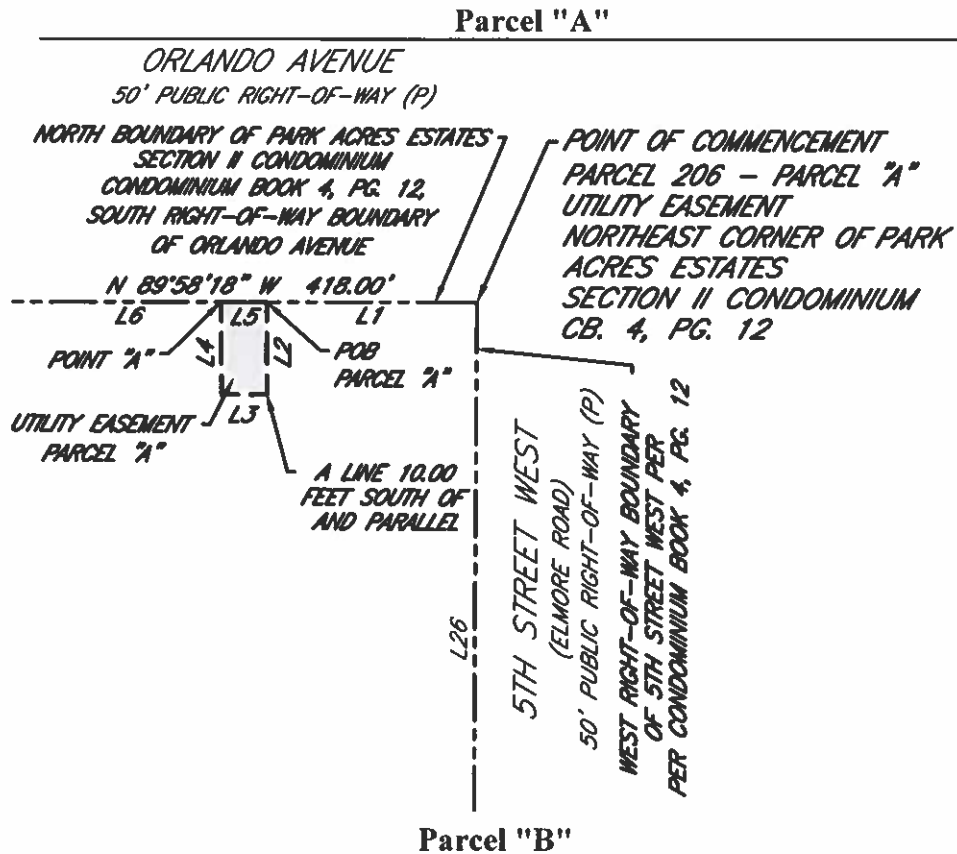 Parcel "A"
ORLANDO AVENUE
50' PUBLIC RIGHT-OF-WAY (P)
NORTH BOUNDARY OF PARK ACRES ESTATES
SECTION II CONDOMINIUM
CONDOMINIUM BOOK 4, PG. 12,
SOUTH RIGHT-OF-WAY BOUNDARY
OF ORLANDO AVENUE
POINT OF COMMENCEMENT
PARCEL 206 - PARCEL "A"
UTILITY EASEMENT
NORTHEAST CORNER OF PARK
ACRES ESTATES
SECTION II CONDOMINIUM
CB. 4, PG. 12
N 89°58'18" W 418.00'
L6
L5
L1
POINT "A"
L4
L2
POB
PARCEL "A"
L3
UTILITY EASEMENT
PARCEL "A"
A LINE 10.00
FEET SOUTH OF
AND PARALLEL
L26
5TH STREET WEST
(ELMORE ROAD)
50' PUBLIC RIGHT-OF-WAY (P)
WEST RIGHT-OF-WAY BOUNDARY
OF 5TH STREET WEST PER
PER CONDOMINIUM BOOK 4, PG. 12
Parcel "B"